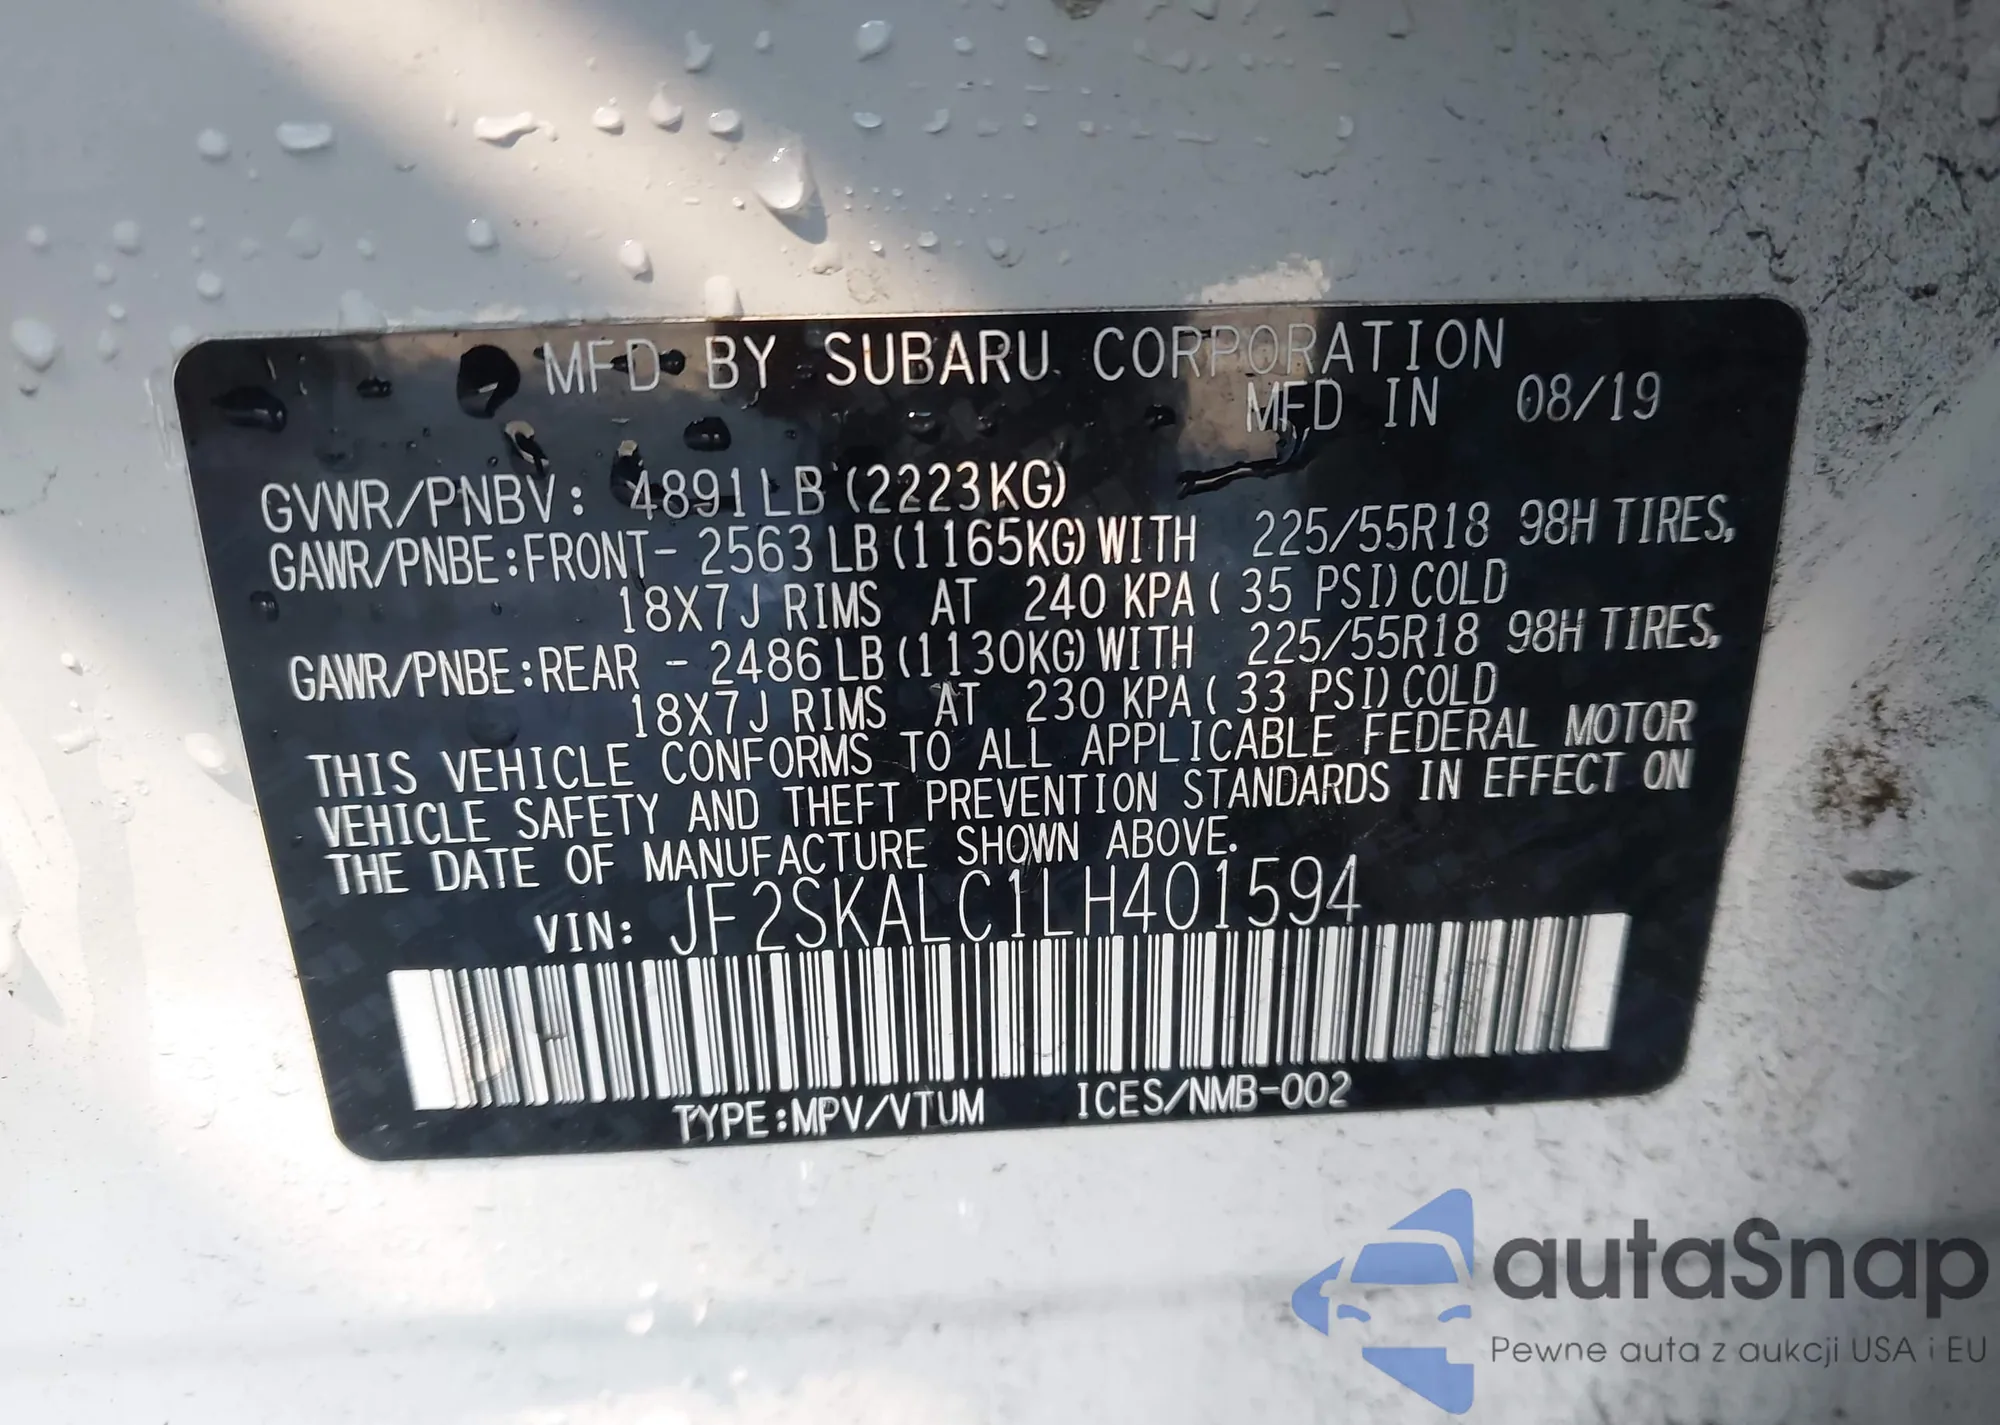 MFD BY SUBARU CORPORATION
MFD IN 08/19
GVWR/PNBV: 4891LB (2223KG)
GAWR/PNBE:FRONT- 2563LB(1165KG)WITH 225/55R18 98H TIRES,
18X7J RIMS AT 240 KPA( 35 PSI)COLD
GAWR/PNBE:REAR - 2486LB(1130KG)WITH 225/55R18 98H TIRES,
18X7J RIMS AT 230 KPA( 33 PSI)COLD
THIS VEHICLE CONFORMS TO ALL APPLICABLE FEDERAL MOTOR
VEHICLE SAFETY AND THEFT PREVENTION STANDARDS IN EFFECT ON
THE DATE OF MANUFACTURE SHOWN ABOVE.
VIN: JF2SKALC1LH401594
TYPE:MPV/VTUM ICES/NMB-002
autaSnap
Pewne auta z aukcji USA i EU